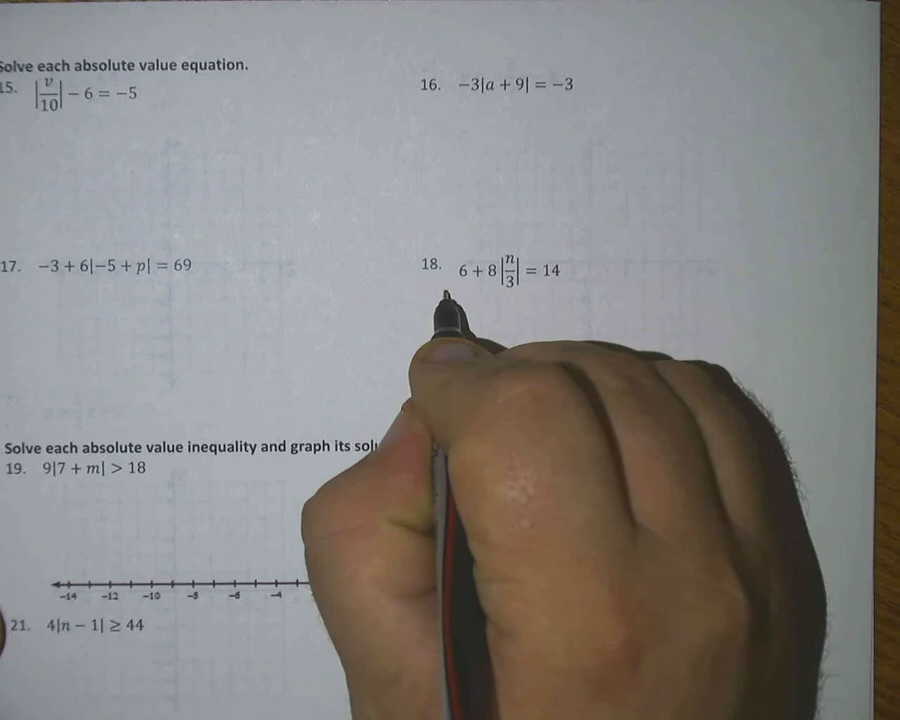 Solve each absolute value equation.
15. |v/10| − 6 = −5
16. −3|a + 9| = −3
17. −3 + 6|−5 + p| = 69
18. 6 + 8|n/3| = 14
Solve each absolute value inequality and graph its
19. 9|7 + m| > 18
−14 −12 −10 −8 −6 −4
21. 4|n − 1| ≥ 44